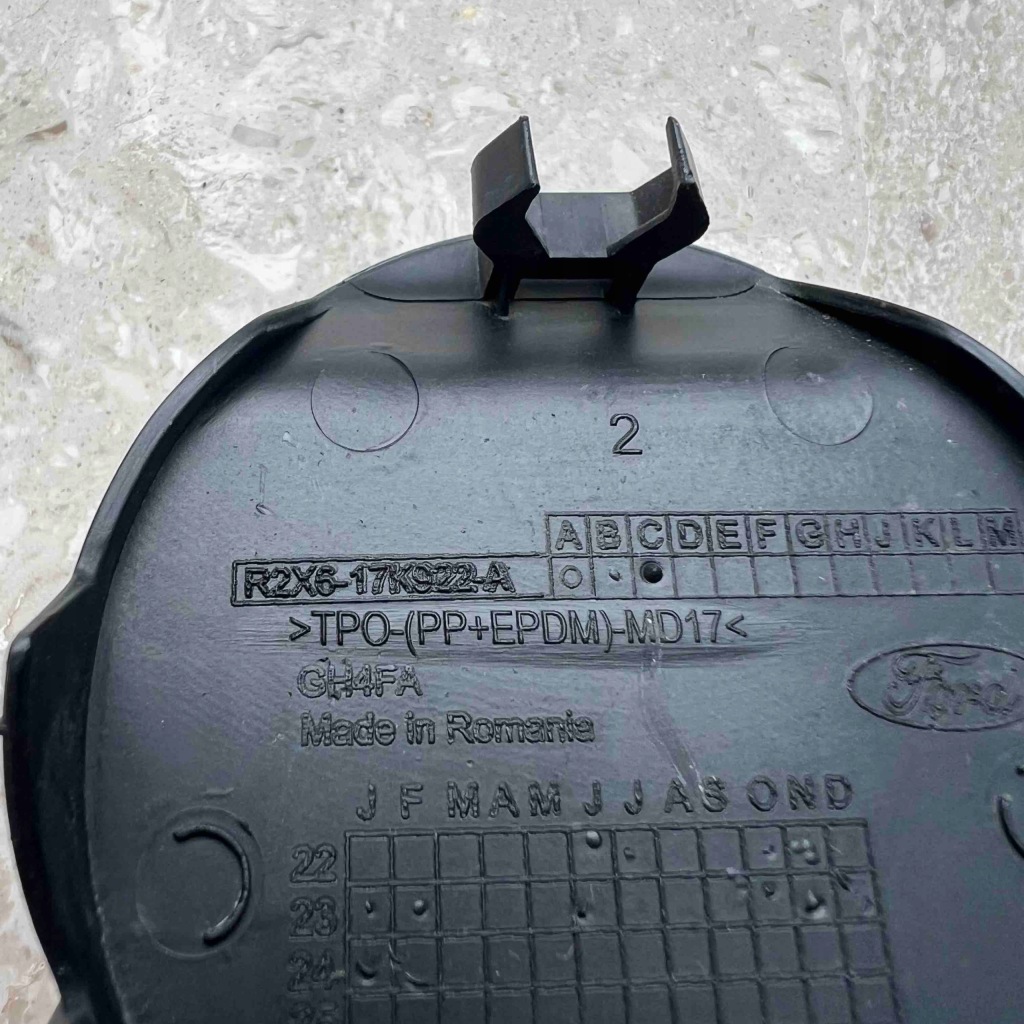 2
A B C D E F G H J K L M
R2X6-17K922-A
>TPO-(PP+EPDM)-MD17<
GH4FA
Ford
Made in Romania
J F M A M J J A S O N D
22
23
24